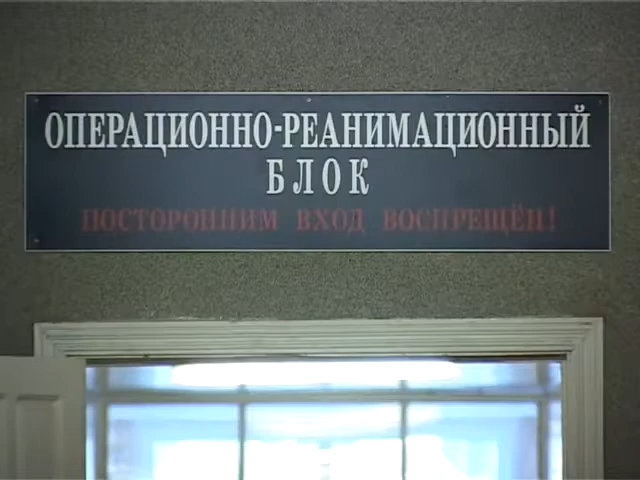 ОПЕРАЦИОННО-РЕАНИМАЦИОННЫЙ
БЛОК
ПОСТОРОННИМ ВХОД ВОСПРЕЩЁН!